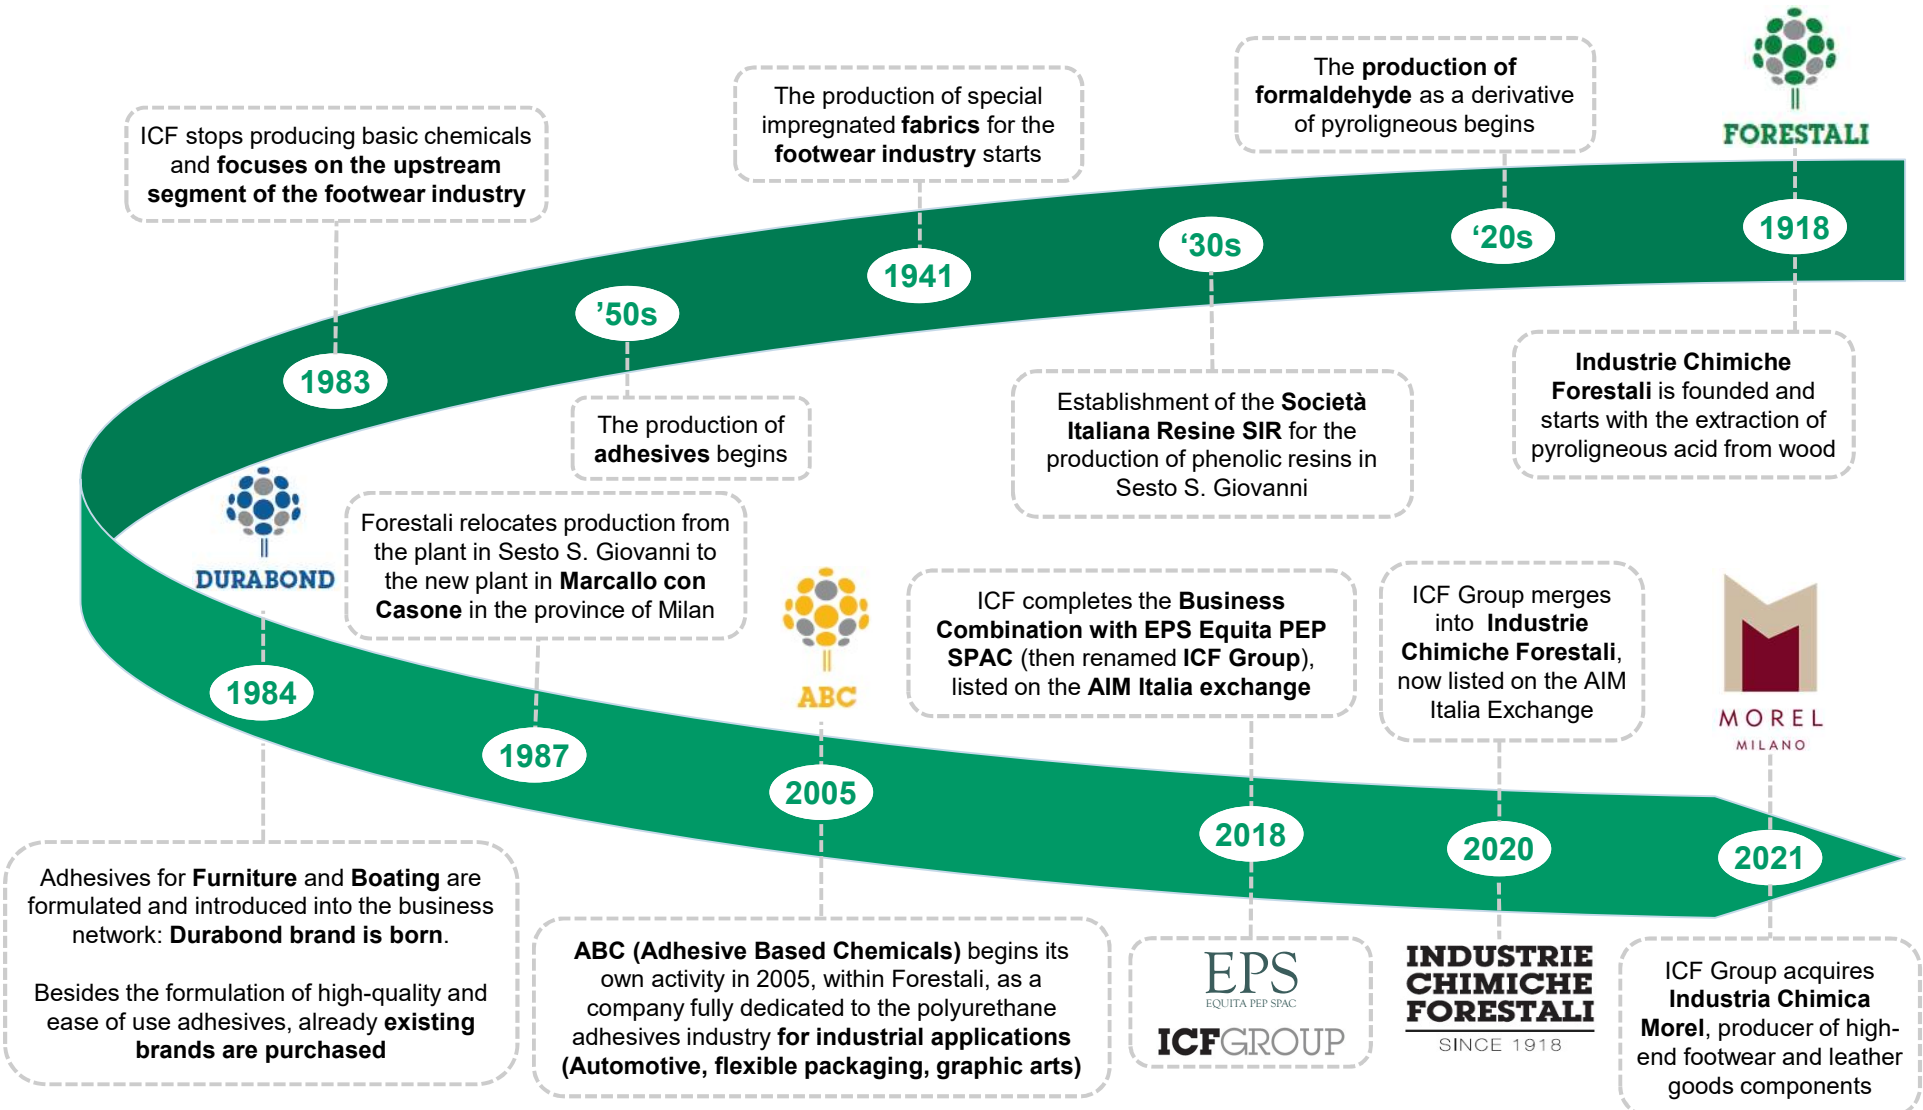 FORESTALI
1918
Industrie Chimiche
Forestali is founded and
starts with the extraction of
pyroligneous acid from wood
The production of
formaldehyde as a derivative
of pyroligneous begins
‘20s
‘30s
Establishment of the Società
Italiana Resine SIR for the
production of phenolic resins in
Sesto S. Giovanni
The production of special
impregnated fabrics for the
footwear industry starts
1941
’50s
The production of
adhesives begins
ICF stops producing basic chemicals
and focuses on the upstream
segment of the footwear industry
1983
DURABOND
1984
Adhesives for Furniture and Boating are
formulated and introduced into the business
network: Durabond brand is born.
Besides the formulation of high-quality and
ease of use adhesives, already existing
brands are purchased
Forestali relocates production from
the plant in Sesto S. Giovanni to
the new plant in Marcallo con
Casone in the province of Milan
1987
ABC
2005
ABC (Adhesive Based Chemicals) begins its
own activity in 2005, within Forestali, as a
company fully dedicated to the polyurethane
adhesives industry for industrial applications
(Automotive, flexible packaging, graphic arts)
ICF completes the Business
Combination with EPS Equita PEP
SPAC (then renamed ICF Group),
listed on the AIM Italia exchange
2018
EPS
EQUITA PEP SPAC
ICFGROUP
ICF Group merges
into Industrie
Chimiche Forestali,
now listed on the AIM
Italia Exchange
2020
INDUSTRIE
CHIMICHE
FORESTALI
SINCE 1918
MOREL
MILANO
2021
ICF Group acquires
Industria Chimica
Morel, producer of high-
end footwear and leather
goods components